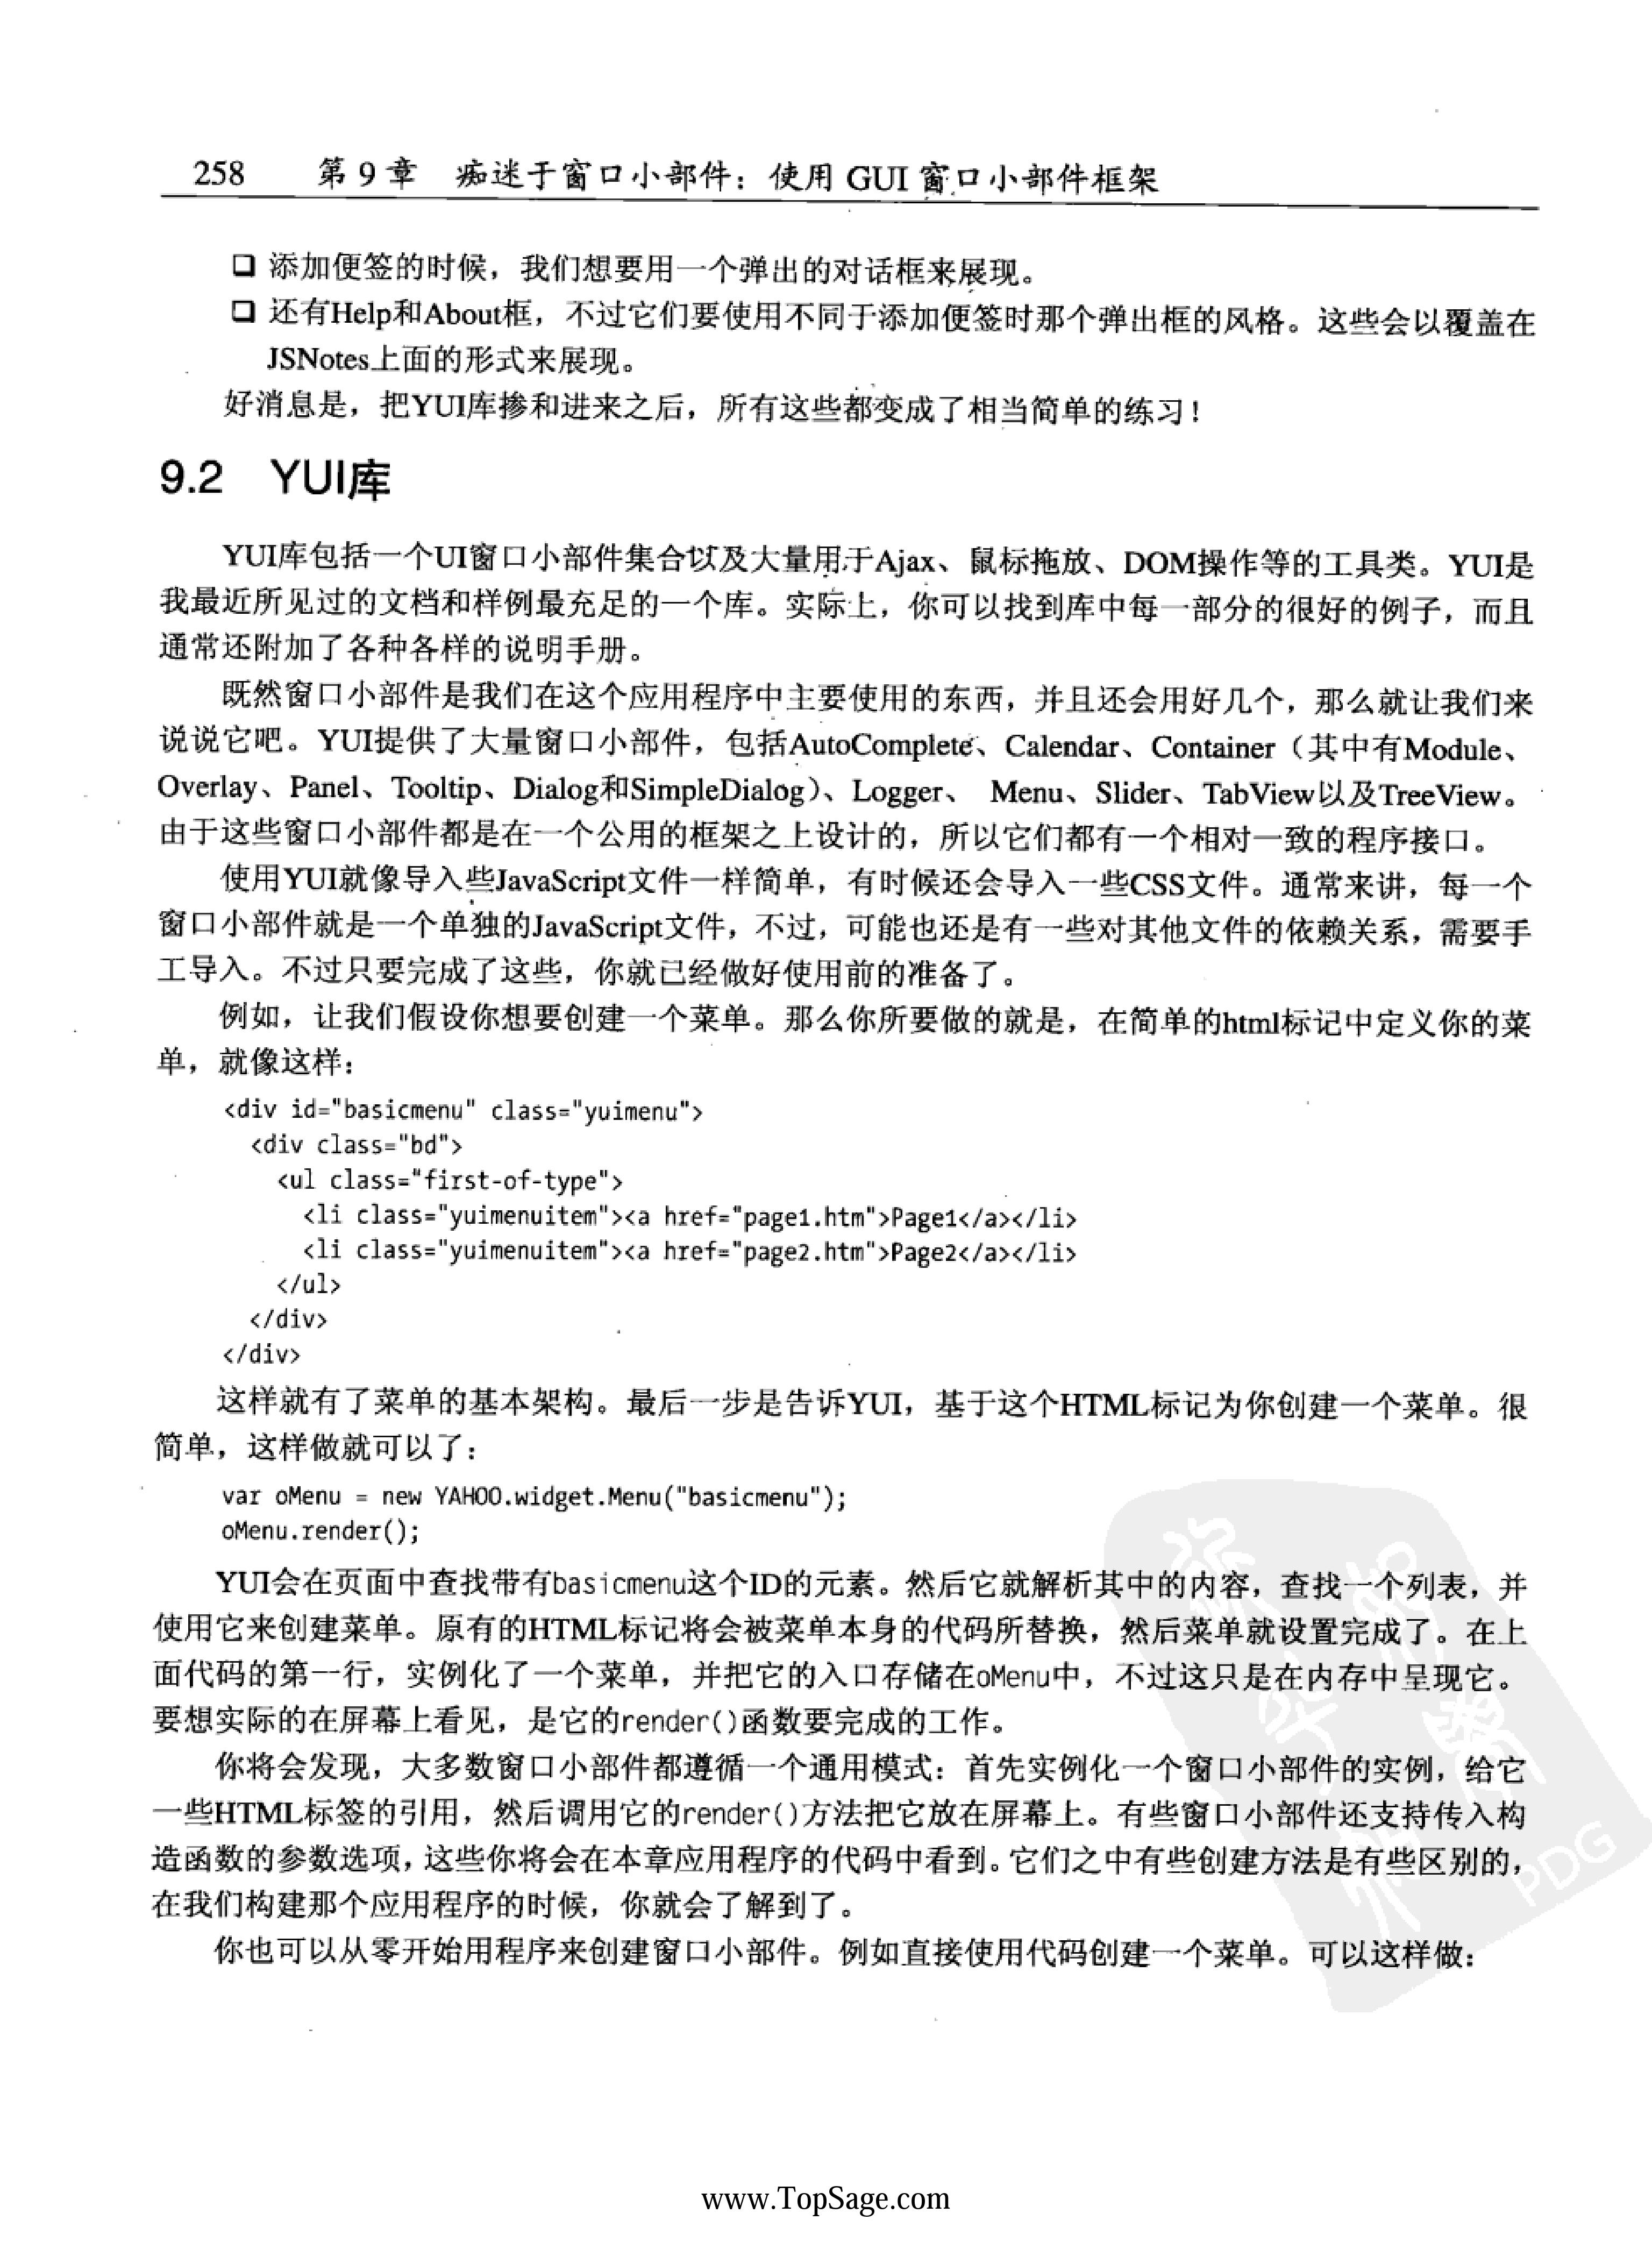 258 第 9 章 痴迷于窗口小部件：使用 GUI 窗口小部件框架
❑ 添加便签的时候，我们想要用一个弹出的对话框来展现。
❑ 还有Help和About框，不过它们要使用不同于添加便签时那个弹出框的风格。这些会以覆盖在
JSNotes上面的形式来展现。
好消息是，把YUI库掺和进来之后，所有这些都变成了相当简单的练习！
9.2 YUI库
YUI库包括一个UI窗口小部件集合以及大量用于Ajax、鼠标拖放、DOM操作等的工具类。YUI是
我最近所见过的文档和样例最充足的一个库。实际上，你可以找到库中每一部分的很好的例子，而且
通常还附加了各种各样的说明手册。
既然窗口小部件是我们在这个应用程序中主要使用的东西，并且还会用好几个，那么就让我们来
说说它吧。YUI提供了大量窗口小部件，包括AutoComplete、Calendar、Container（其中有Module、
Overlay、Panel、Tooltip、Dialog和SimpleDialog）、Logger、 Menu、Slider、TabView以及TreeView。
由于这些窗口小部件都是在一个公用的框架之上设计的，所以它们都有一个相对一致的程序接口。
使用YUI就像导入些JavaScript文件一样简单，有时候还会导入一些CSS文件。通常来讲，每一个
窗口小部件就是一个单独的JavaScript文件，不过，可能也还是有一些对其他文件的依赖关系，需要手
工导入。不过只要完成了这些，你就已经做好使用前的准备了。
例如，让我们假设你想要创建一个菜单。那么你所要做的就是，在简单的html标记中定义你的菜
单，就像这样：
<div id="basicmenu" class="yuimenu">
<div class="bd">
<ul class="first-of-type">
<li class="yuimenuitem"><a href="page1.htm">Page1</a></li>
<li class="yuimenuitem"><a href="page2.htm">Page2</a></li>
</ul>
</div>
</div>
这样就有了菜单的基本架构。最后一步是告诉YUI，基于这个HTML标记为你创建一个菜单。很
简单，这样做就可以了：
var oMenu = new YAHOO.widget.Menu("basicmenu");
oMenu.render();
YUI会在页面中查找带有basicmenu这个ID的元素。然后它就解析其中的内容，查找一个列表，并
使用它来创建菜单。原有的HTML标记将会被菜单本身的代码所替换，然后菜单就设置完成了。在上
面代码的第一行，实例化了一个菜单，并把它的入口存储在oMenu中，不过这只是在内存中呈现它。
要想实际的在屏幕上看见，是它的render()函数要完成的工作。
你将会发现，大多数窗口小部件都遵循一个通用模式：首先实例化一个窗口小部件的实例，给它
一些HTML标签的引用，然后调用它的render()方法把它放在屏幕上。有些窗口小部件还支持传入构
造函数的参数选项，这些你将会在本章应用程序的代码中看到。它们之中有些创建方法是有些区别的，
在我们构建那个应用程序的时候，你就会了解到了。
你也可以从零开始用程序来创建窗口小部件。例如直接使用代码创建一个菜单。可以这样做：
PDG
www.TopSage.com